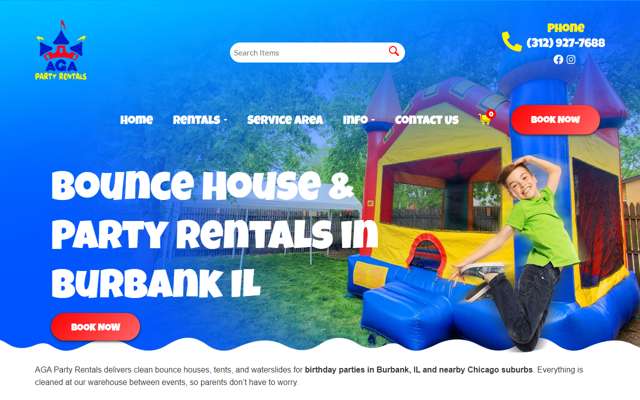 Phone
(312) 927-7688
Search Items
AGA
PARTY RENTALS
Home
Rentals
Service Area
Info
Contact Us
0
Book Now
Bounce House &
Party Rentals in
Burbank IL
Book Now
AGA Party Rentals delivers clean bounce houses, tents, and waterslides for birthday parties in Burbank, IL and nearby Chicago suburbs. Everything is
cleaned at our warehouse between events, so parents don't have to worry.